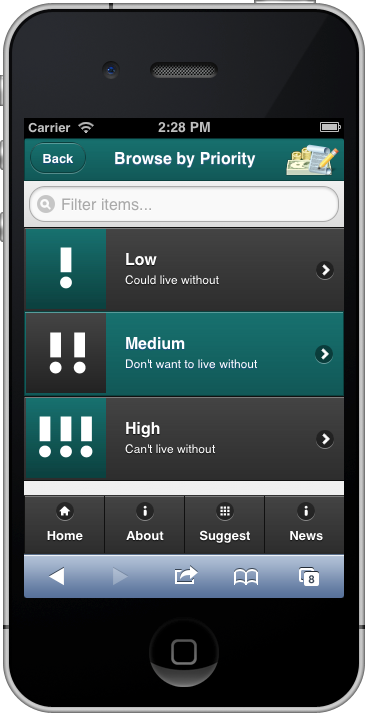 Carrier 2:28 PM
Back Browse by Priority
Filter items...
Low
Could live without
Medium
Don't want to live without
High
Can't live without
Home About Suggest News
8